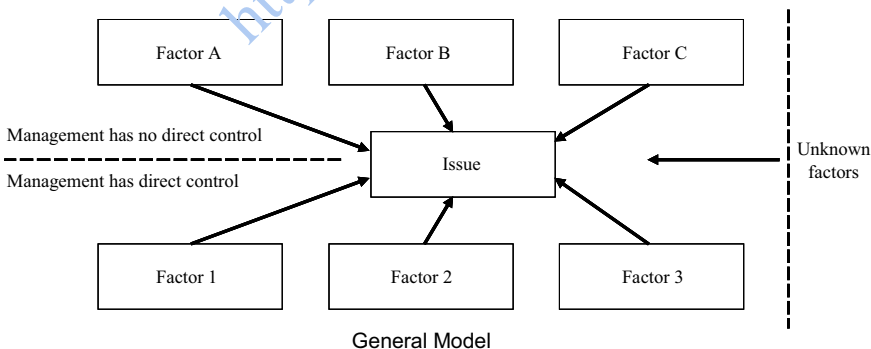 Factor A
Factor B
Factor C
Management has no direct control
Management has direct control
Issue
Unknown
factors
Factor 1
Factor 2
Factor 3
General Model